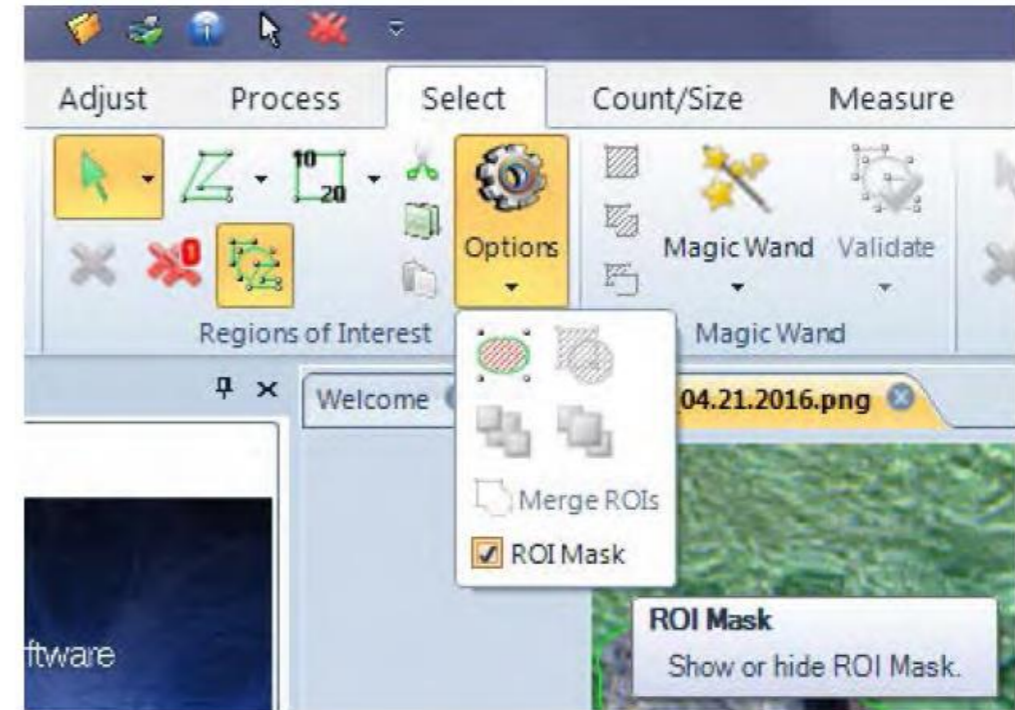 Adjust Process Select Count/Size Measure
10
20
Options
Magic Wand
Validate
Regions of Interest
Magic Wand
Welcome
04.21.2016.png
Merge ROIs
ROI Mask
ROI Mask
Show or hide ROI Mask.
ftware